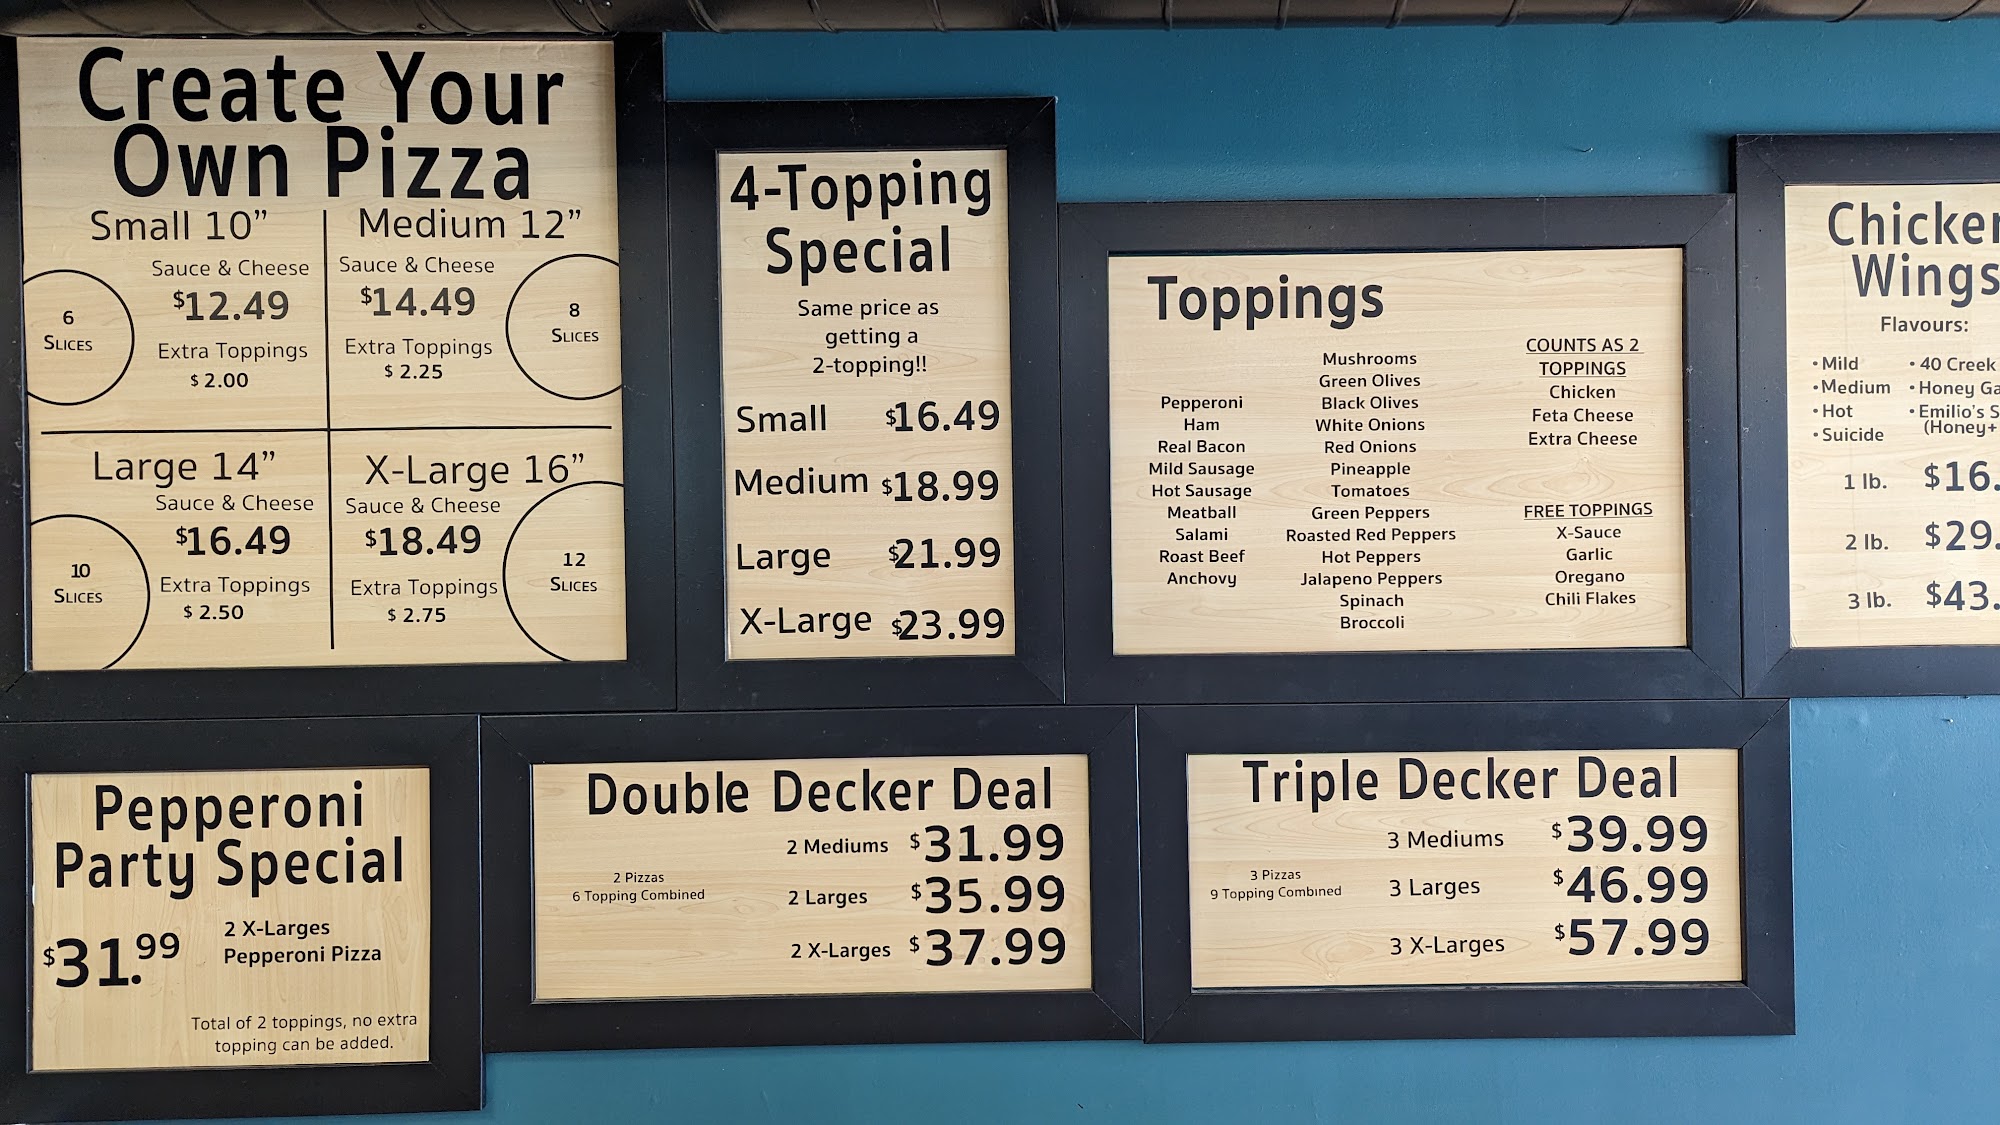 Create Your
Own Pizza
Small 10”
Sauce & Cheese
$12.49
Extra Toppings
$ 2.00
6
SLICES
Medium 12”
Sauce & Cheese
$14.49
Extra Toppings
$ 2.25
8
SLICES
Large 14”
Sauce & Cheese
$16.49
Extra Toppings
$ 2.50
10
SLICES
X-Large 16”
Sauce & Cheese
$18.49
Extra Toppings
$ 2.75
12
SLICES
4-Topping
Special
Same price as
getting a
2-topping!!
Small $16.49
Medium $18.99
Large $21.99
X-Large $23.99
Toppings
Pepperoni
Ham
Real Bacon
Mild Sausage
Hot Sausage
Meatball
Salami
Roast Beef
Anchovy
Mushrooms
Green Olives
Black Olives
White Onions
Red Onions
Pineapple
Tomatoes
Green Peppers
Roasted Red Peppers
Hot Peppers
Jalapeno Peppers
Spinach
Broccoli
COUNTS AS 2
TOPPINGS
Chicken
Feta Cheese
Extra Cheese
FREE TOPPINGS
X-Sauce
Garlic
Oregano
Chili Flakes
Chicken
Wings
Flavours:
• Mild
• Medium
• Hot
• Suicide
• 40 Creek
• Honey Ga
• Emilio's S
(Honey+
1 lb. $16.
2 lb. $29.
3 lb. $43.
Pepperoni
Party Special
$31.99
2 X-Larges
Pepperoni Pizza
Total of 2 toppings, no extra
topping can be added.
Double Decker Deal
2 Pizzas
6 Topping Combined
2 Mediums $31.99
2 Larges $35.99
2 X-Larges $37.99
Triple Decker Deal
3 Pizzas
9 Topping Combined
3 Mediums $39.99
3 Larges $46.99
3 X-Larges $57.99